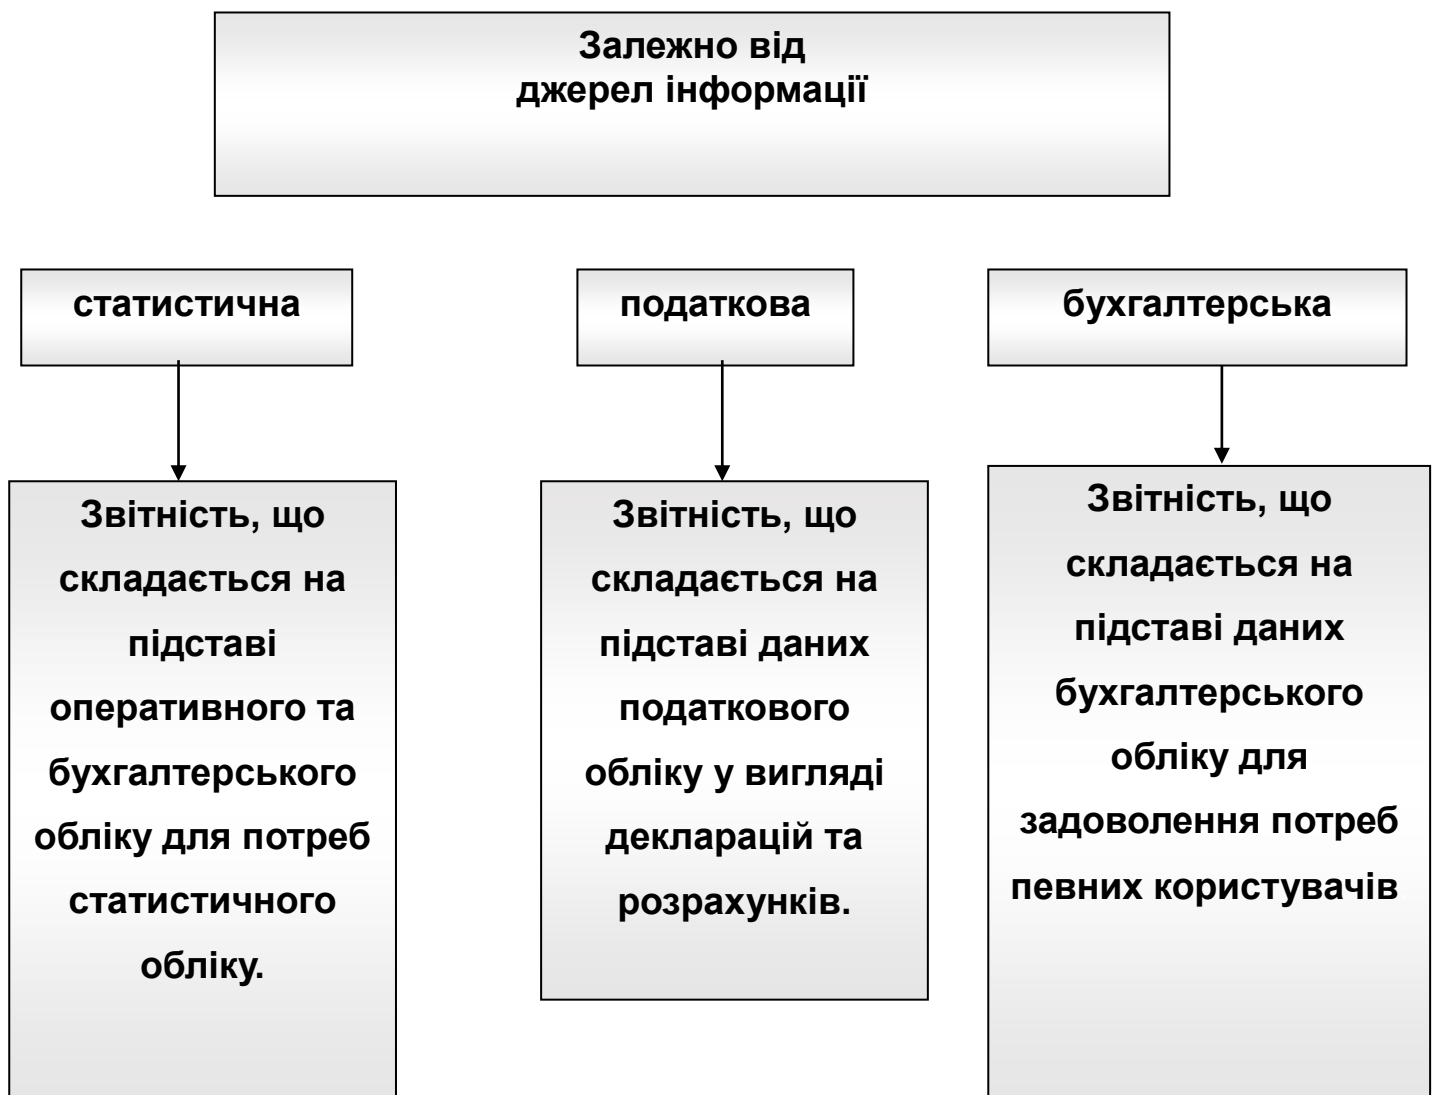 Залежно від
джерел інформації
статистична
податкова
бухгалтерська
Звітність, що
складається на
підставі
оперативного та
бухгалтерського
обліку для потреб
статистичного
обліку.
Звітність, що
складається на
підставі даних
податкового
обліку у вигляді
декларацій та
розрахунків.
Звітність, що
складається на
підставі даних
бухгалтерського
обліку для
задоволення потреб
певних користувачів